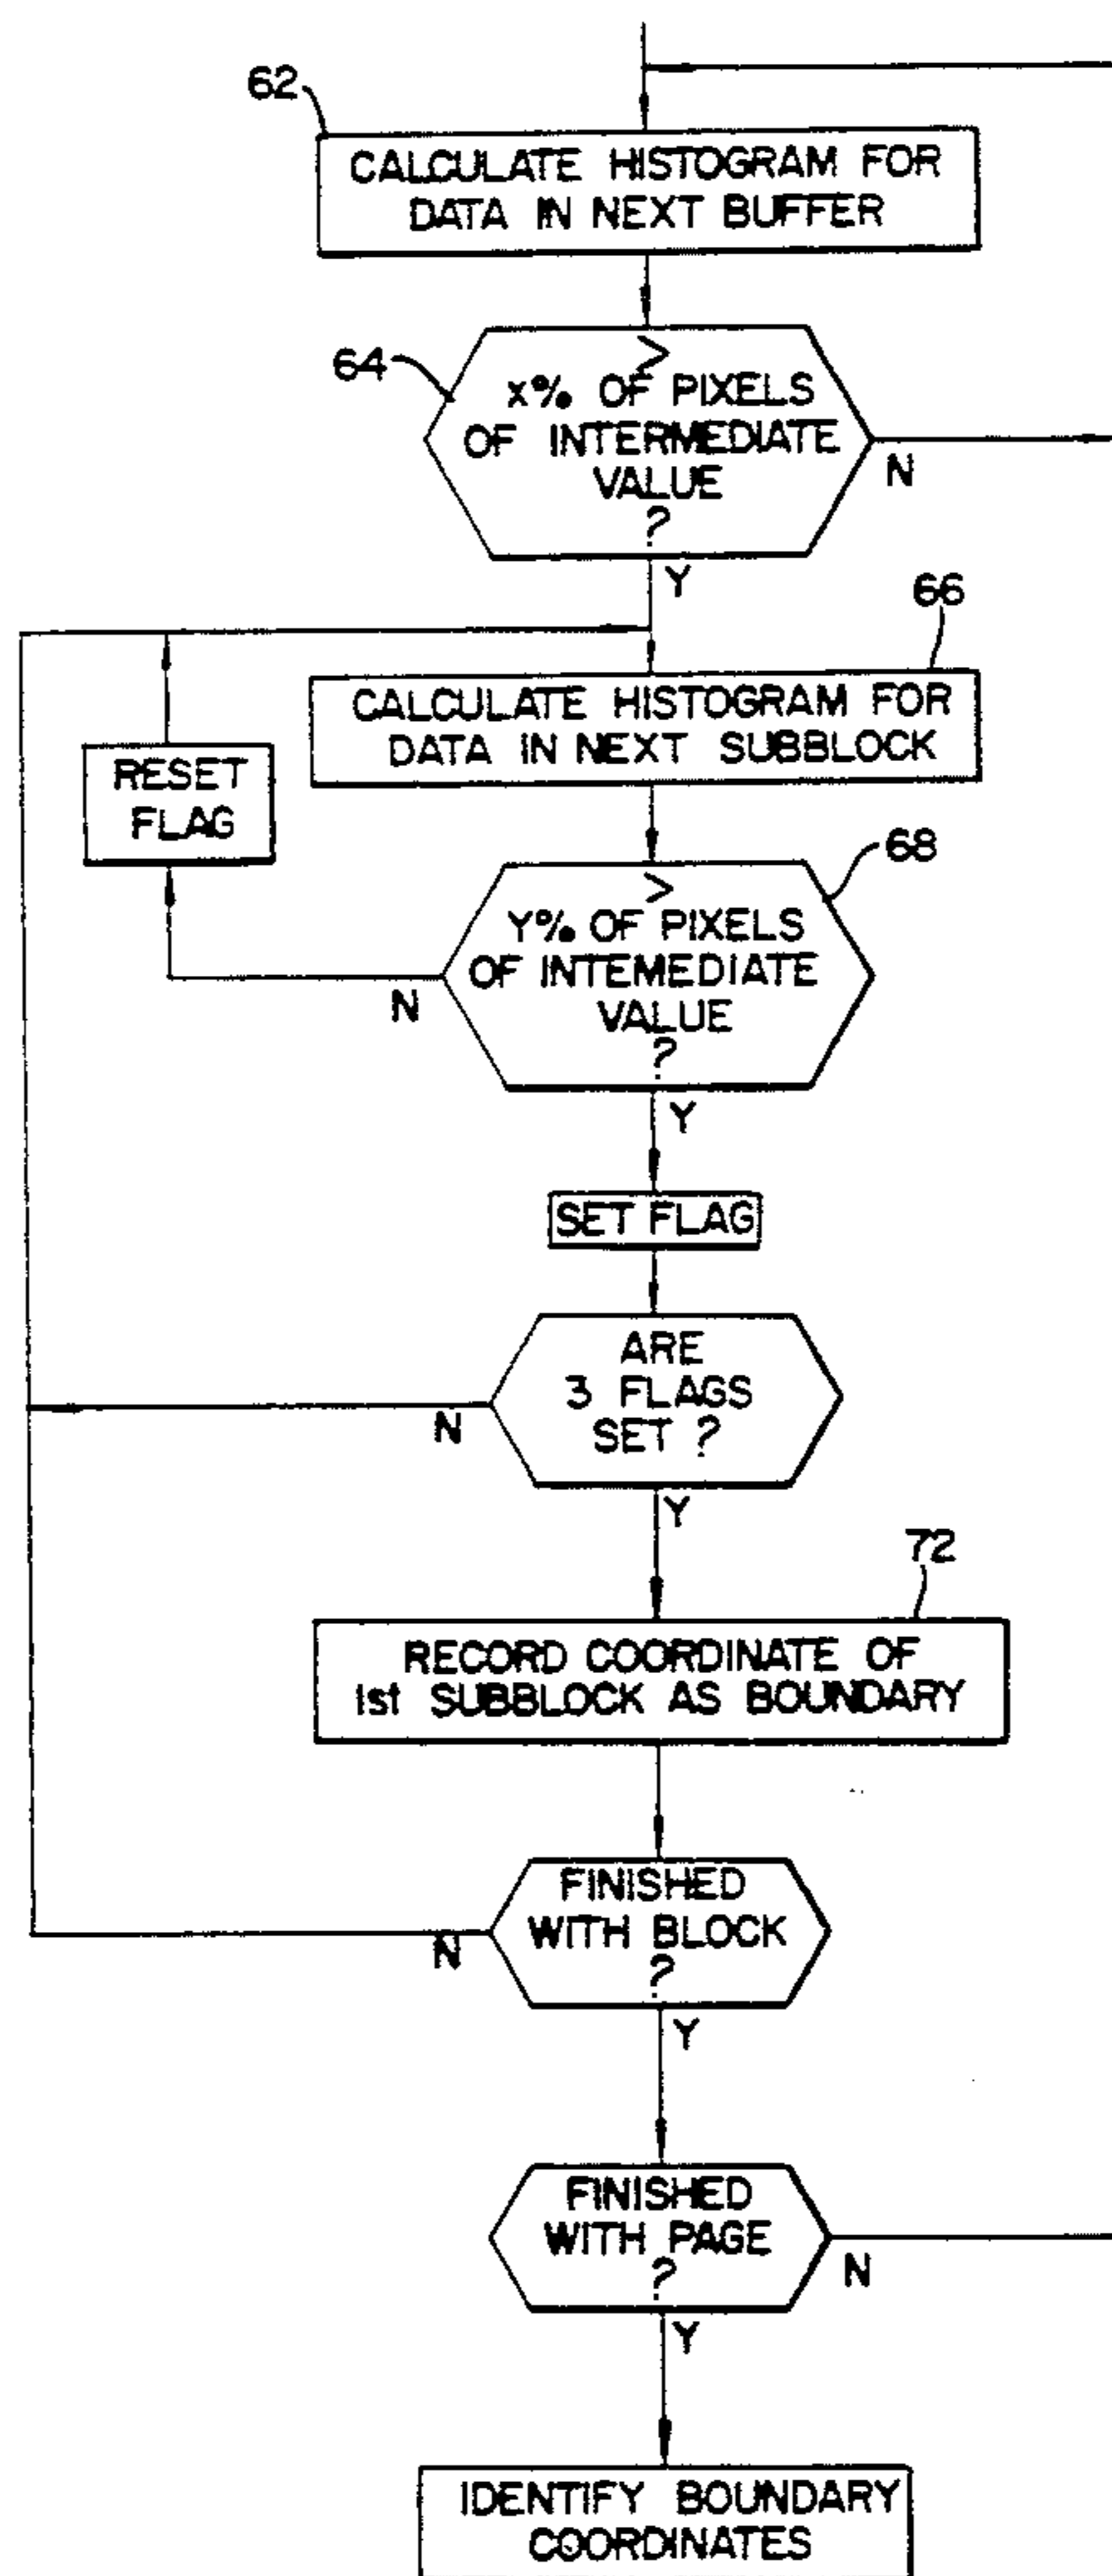 62
CALCULATE HISTOGRAM FOR
DATA IN NEXT BUFFER
64
>
X% OF PIXELS
OF INTERMEDIATE
VALUE
?
N
Y
66
CALCULATE HISTOGRAM FOR
DATA IN NEXT SUBBLOCK
RESET
FLAG
68
>
Y% OF PIXELS
OF INTEMEDIATE
VALUE
?
N
Y
SET FLAG
ARE
3 FLAGS
SET ?
N
Y
72
RECORD COORDINATE OF
1st SUBBLOCK AS BOUNDARY
FINISHED
WITH BLOCK
?
N
Y
FINISHED
WITH PAGE
?
N
Y
IDENTIFY BOUNDARY
COORDINATES